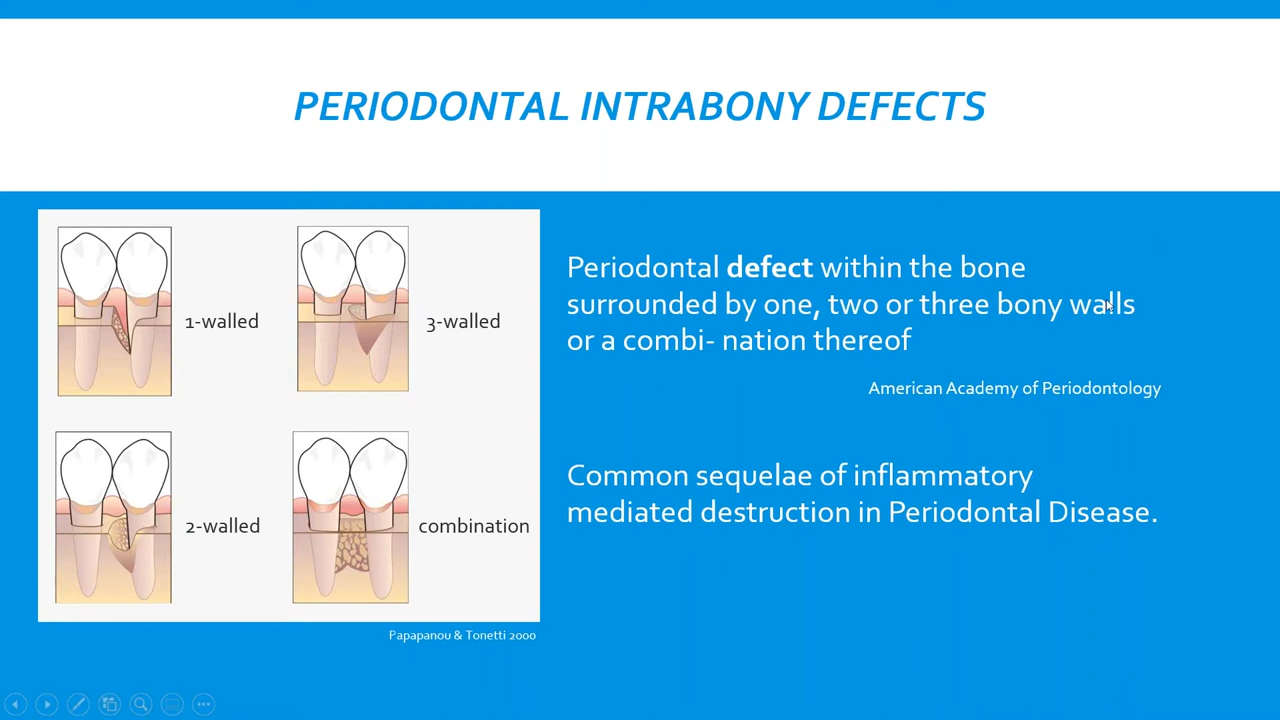 PERIODONTAL INTRABONY DEFECTS
1-walled
3-walled
2-walled
combination
Papapanou & Tonetti 2000
Periodontal defect within the bone
surrounded by one, two or three bony walls
or a combi- nation thereof
American Academy of Periodontology
Common sequelae of inflammatory
mediated destruction in Periodontal Disease.